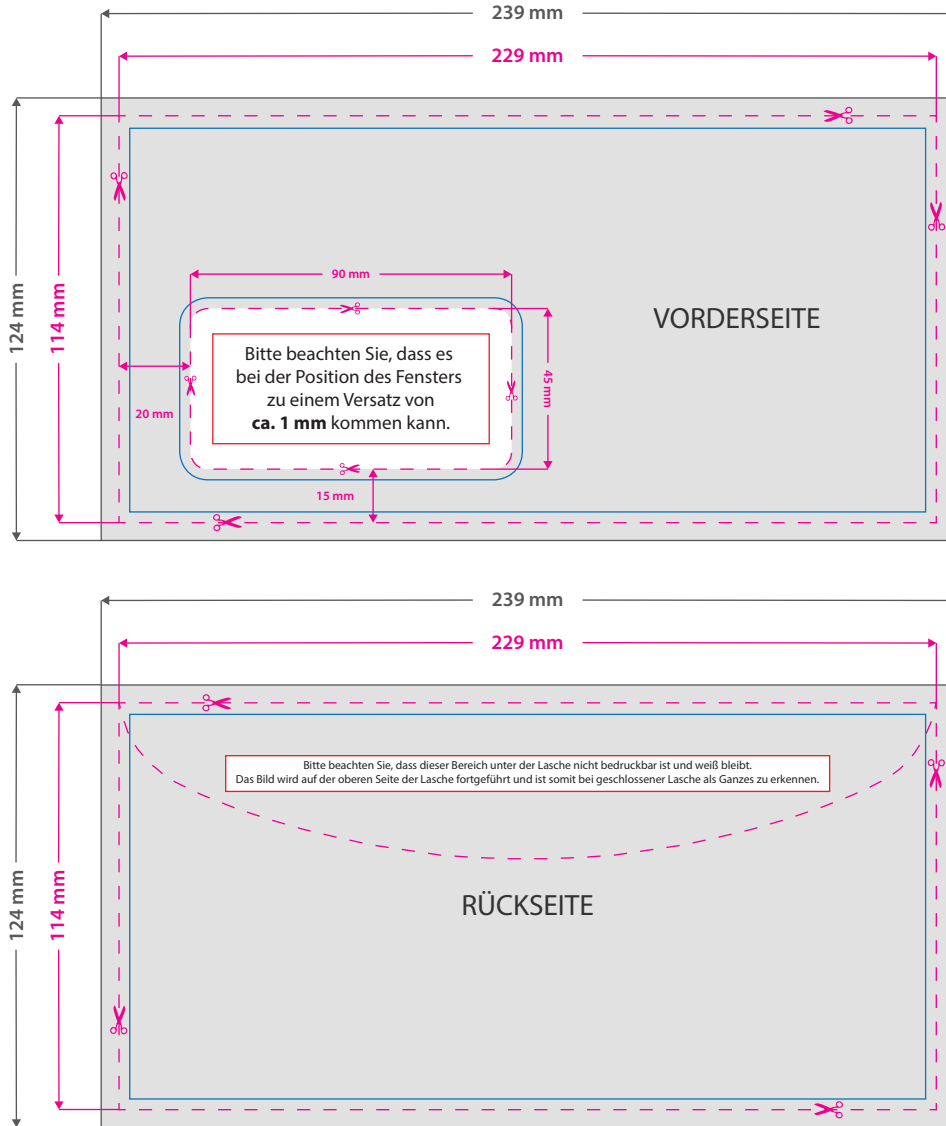 239 mm
229 mm
124 mm
114 mm
90 mm
VORDERSEITE
Bitte beachten Sie, dass es
bei der Position des Fensters
zu einem Versatz von
ca. 1 mm kommen kann.
45 mm
20 mm
15 mm
239 mm
229 mm
Bitte beachten Sie, dass dieser Bereich unter der Lasche nicht bedruckbar ist und weiß bleibt.
Das Bild wird auf der oberen Seite der Lasche fortgeführt und ist somit bei geschlossener Lasche als Ganzes zu erkennen.
124 mm
114 mm
RÜCKSEITE